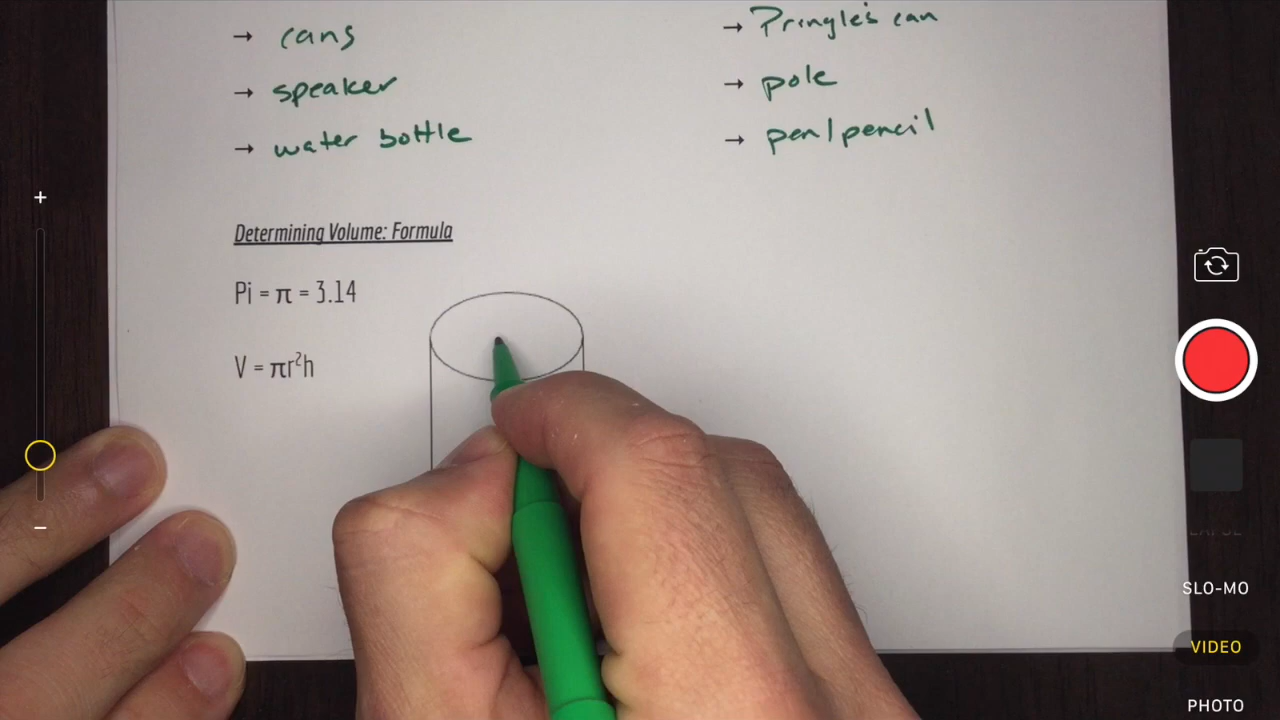 → cans
→ speaker
→ water bottle
→ Pringle's can
→ pole
→ pen/pencil
Determining Volume: Formula
Pi = π = 3.14
V = πr²h
+
−
SLO-MO
VIDEO
PHOTO